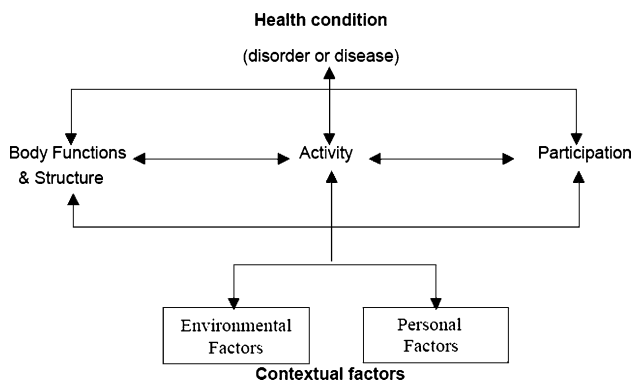 Health condition
(disorder or disease)
Body Functions
& Structure
Activity
Participation
Environmental
Factors
Personal
Factors
Contextual factors